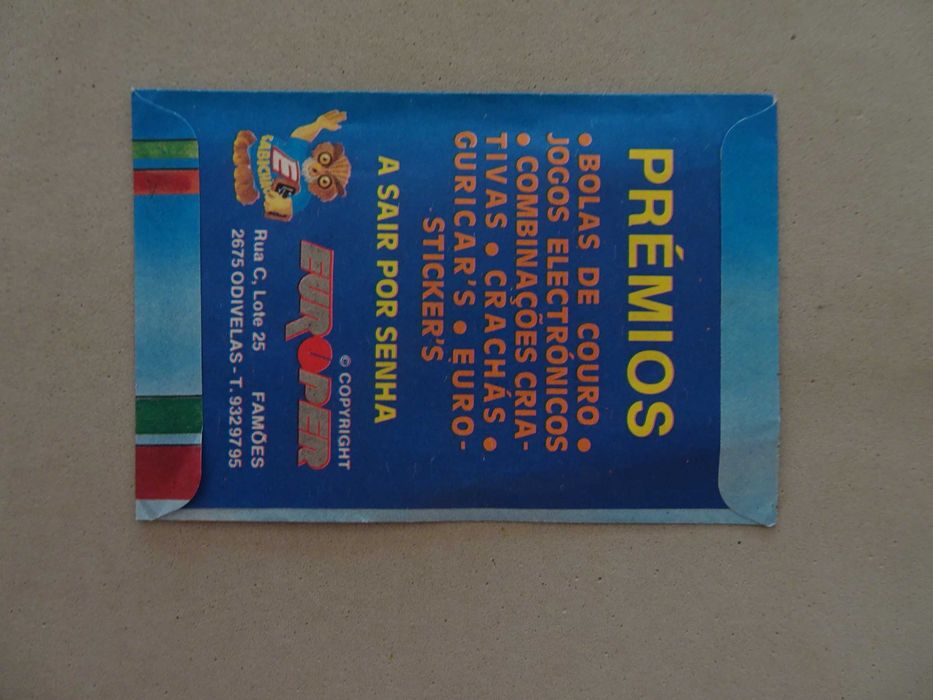 PRÉMIOS
• BOLAS DE COURO •
JOGOS ELECTRÓNICOS
• COMBINAÇÕES CRIA-
TIVAS • CRACHÁS •
GURICAR'S • EURO-
STICKER'S
A SAIR POR SENHA
© COPYRIGHT
EUROPER
Rua C, Lote 25 FAMÕES
2675 ODIVELAS - T. 9329795
E